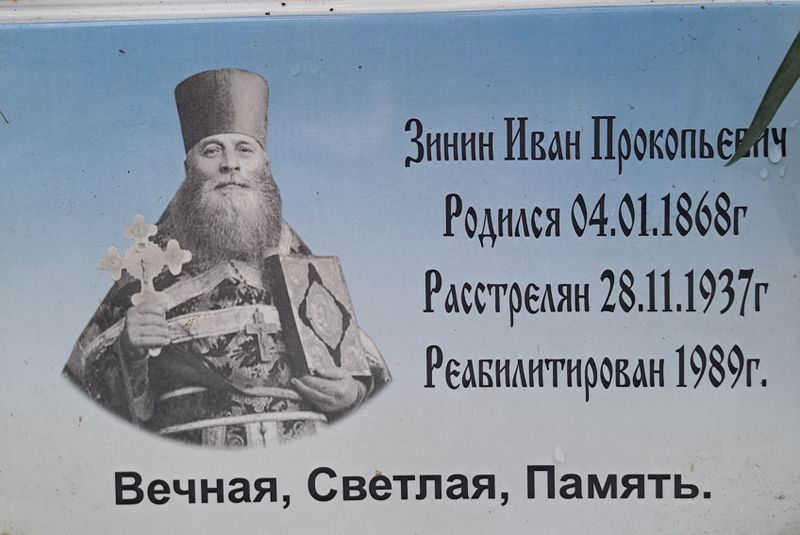 Зинин Иван Прокопьевич
Родился 04.01.1868г
Расстрелян 28.11.1937г
Реабилитирован 1989г.
Вечная, Светлая, Память.